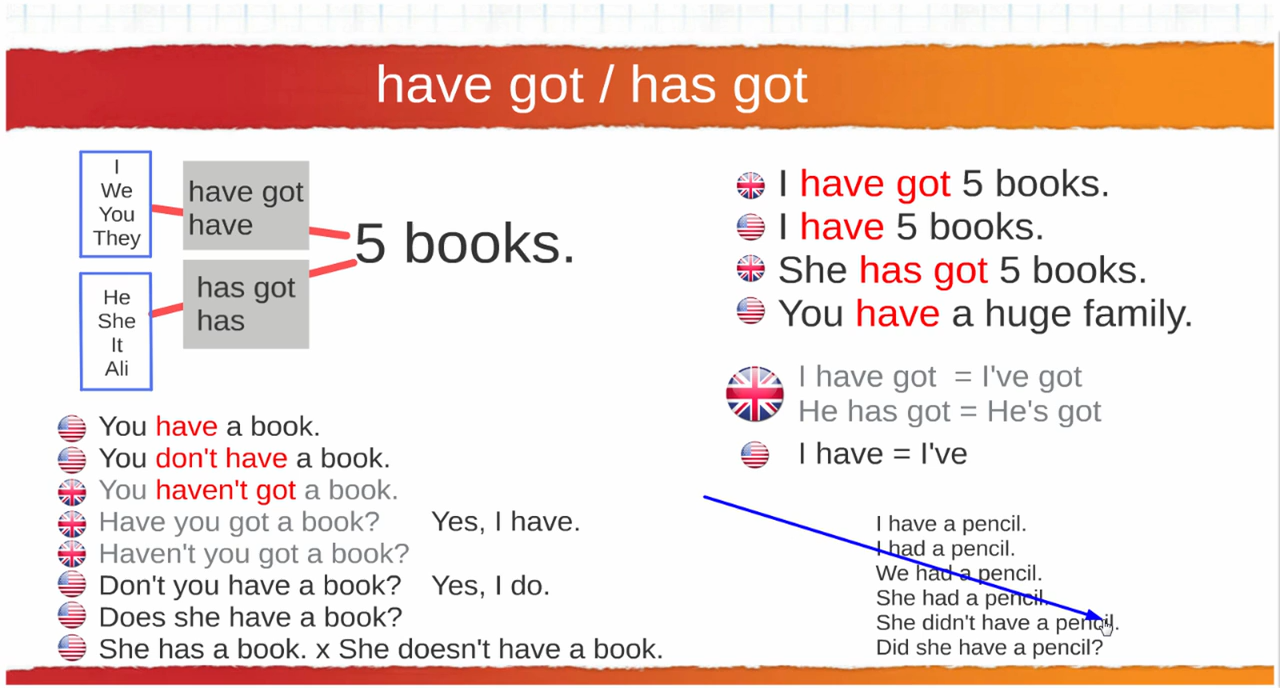 have got / has got
I
We
You
They
have got
have
He
She
It
Ali
has got
has
5 books.
I have got 5 books.
I have 5 books.
She has got 5 books.
You have a huge family.
I have got = I've got
He has got = He's got
I have = I've
You have a book.
You don't have a book.
You haven't got a book.
Have you got a book? Yes, I have.
Haven't you got a book?
Don't you have a book? Yes, I do.
Does she have a book?
She has a book. x She doesn't have a book.
I have a pencil.
I had a pencil.
We had a pencil.
She had a pencil.
She didn't have a pencil.
Did she have a pencil?